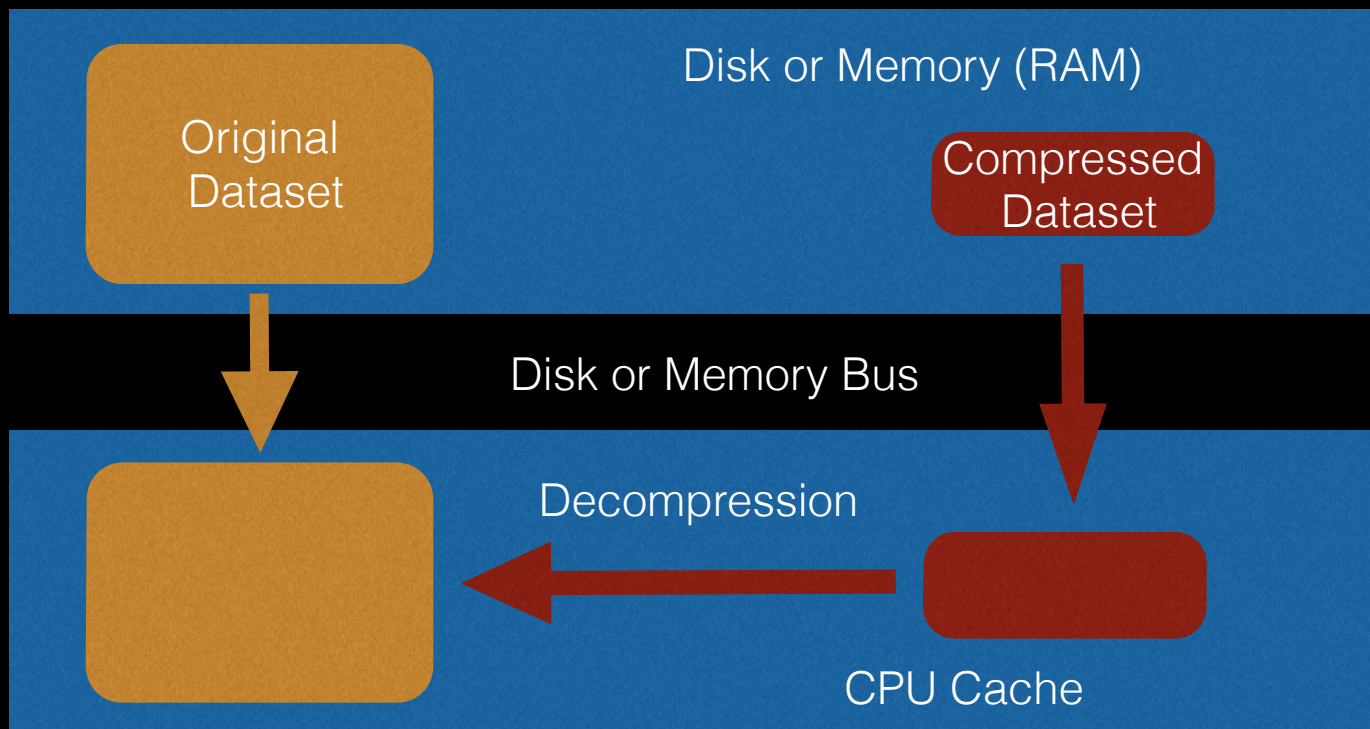 Disk or Memory (RAM)
Original
Dataset
Compressed
Dataset
Disk or Memory Bus
Decompression
CPU Cache